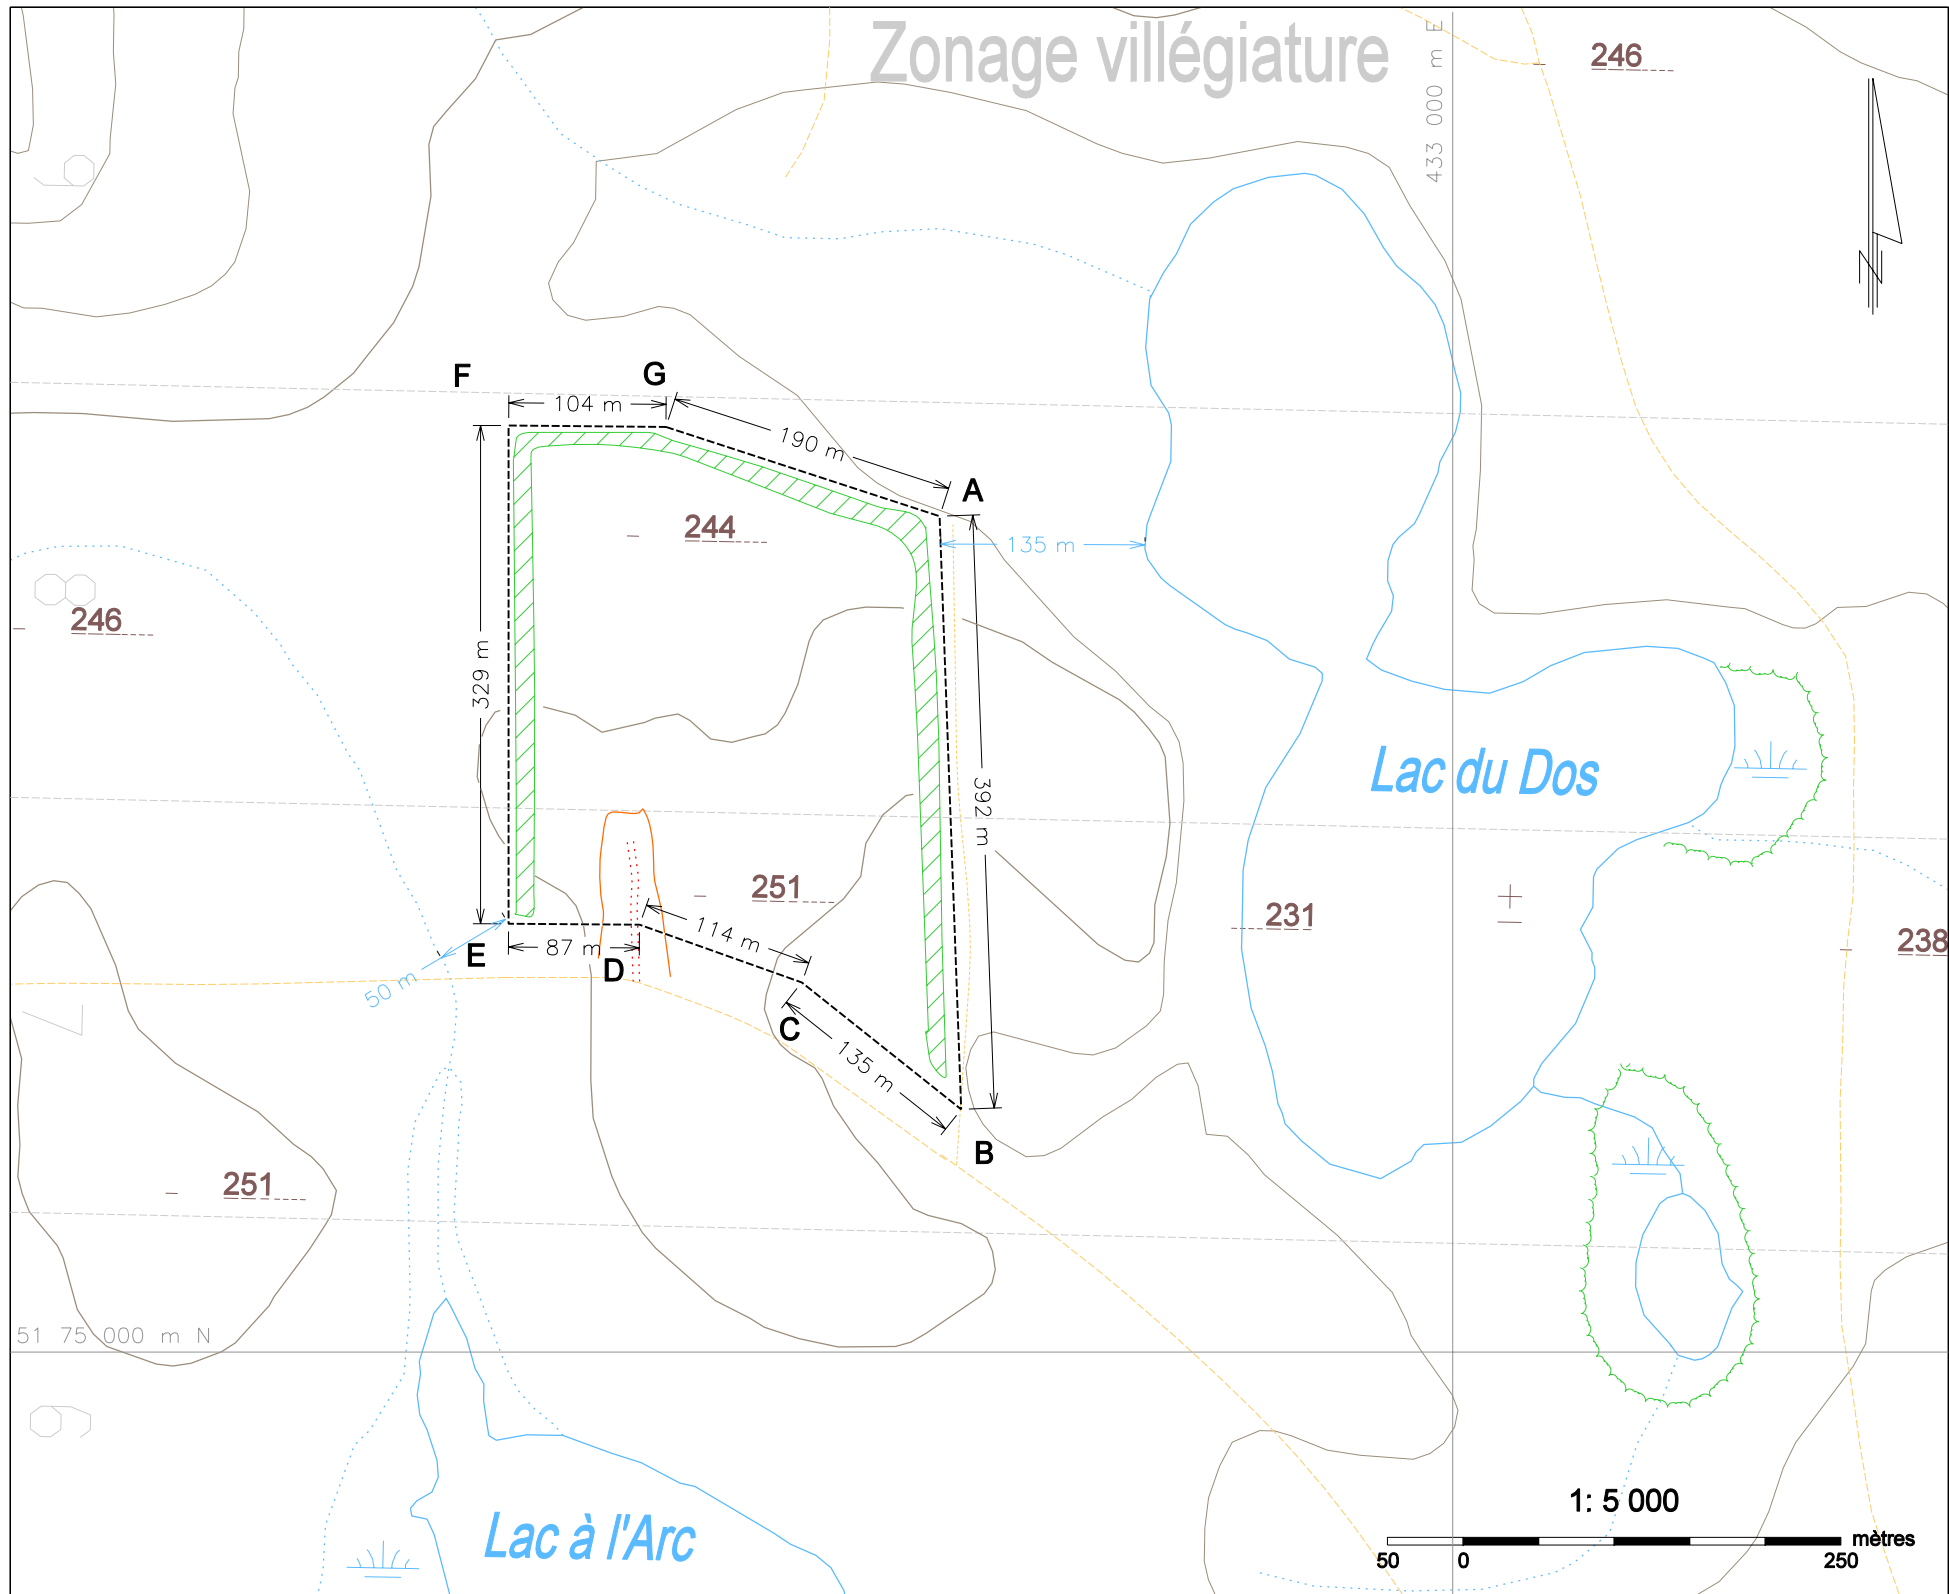 Zonage villégiature
433 000 m E
246
N
F
G
104 m
190 m
A
244
135 m
246
329 m
392 m
Lac du Dos
251
231
238
114 m
E
87 m
D
50 m
C
135 m
B
251
51 75 000 m N
1: 5 000
mètres
50
0
250
Lac à l'Arc